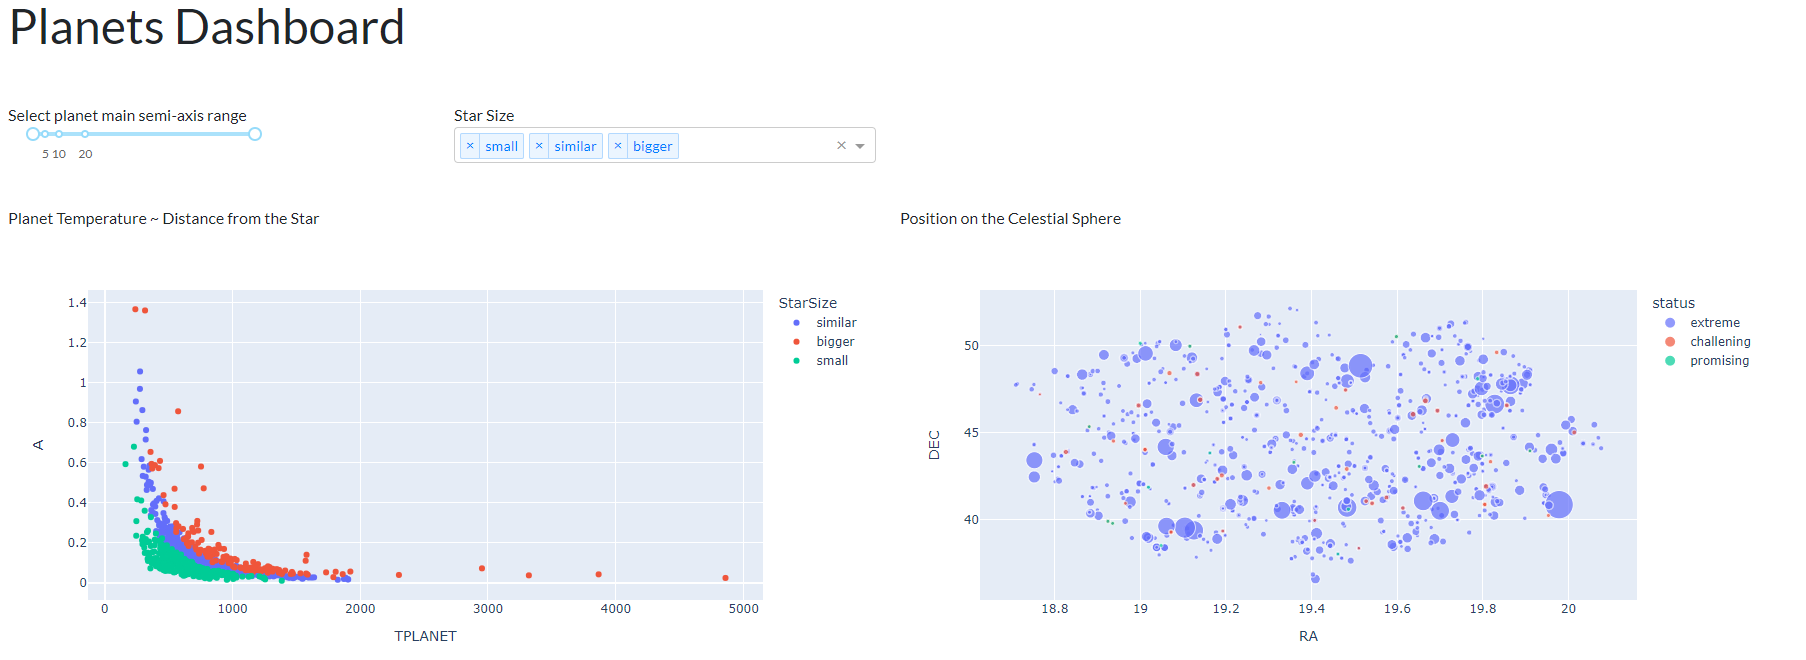 Planets Dashboard
Select planet main semi-axis range
5 10 20
Star Size
× small × similar × bigger ×
Planet Temperature ~ Distance from the Star
1.4
1.2
1
0.8
0.6
0.4
0.2
0
A
0 1000 2000 3000 4000 5000
TPLANET
StarSize
similar
bigger
small
Position on the Celestial Sphere
50
45
40
DEC
18.8 19 19.2 19.4 19.6 19.8 20
RA
status
extreme
challening
promising